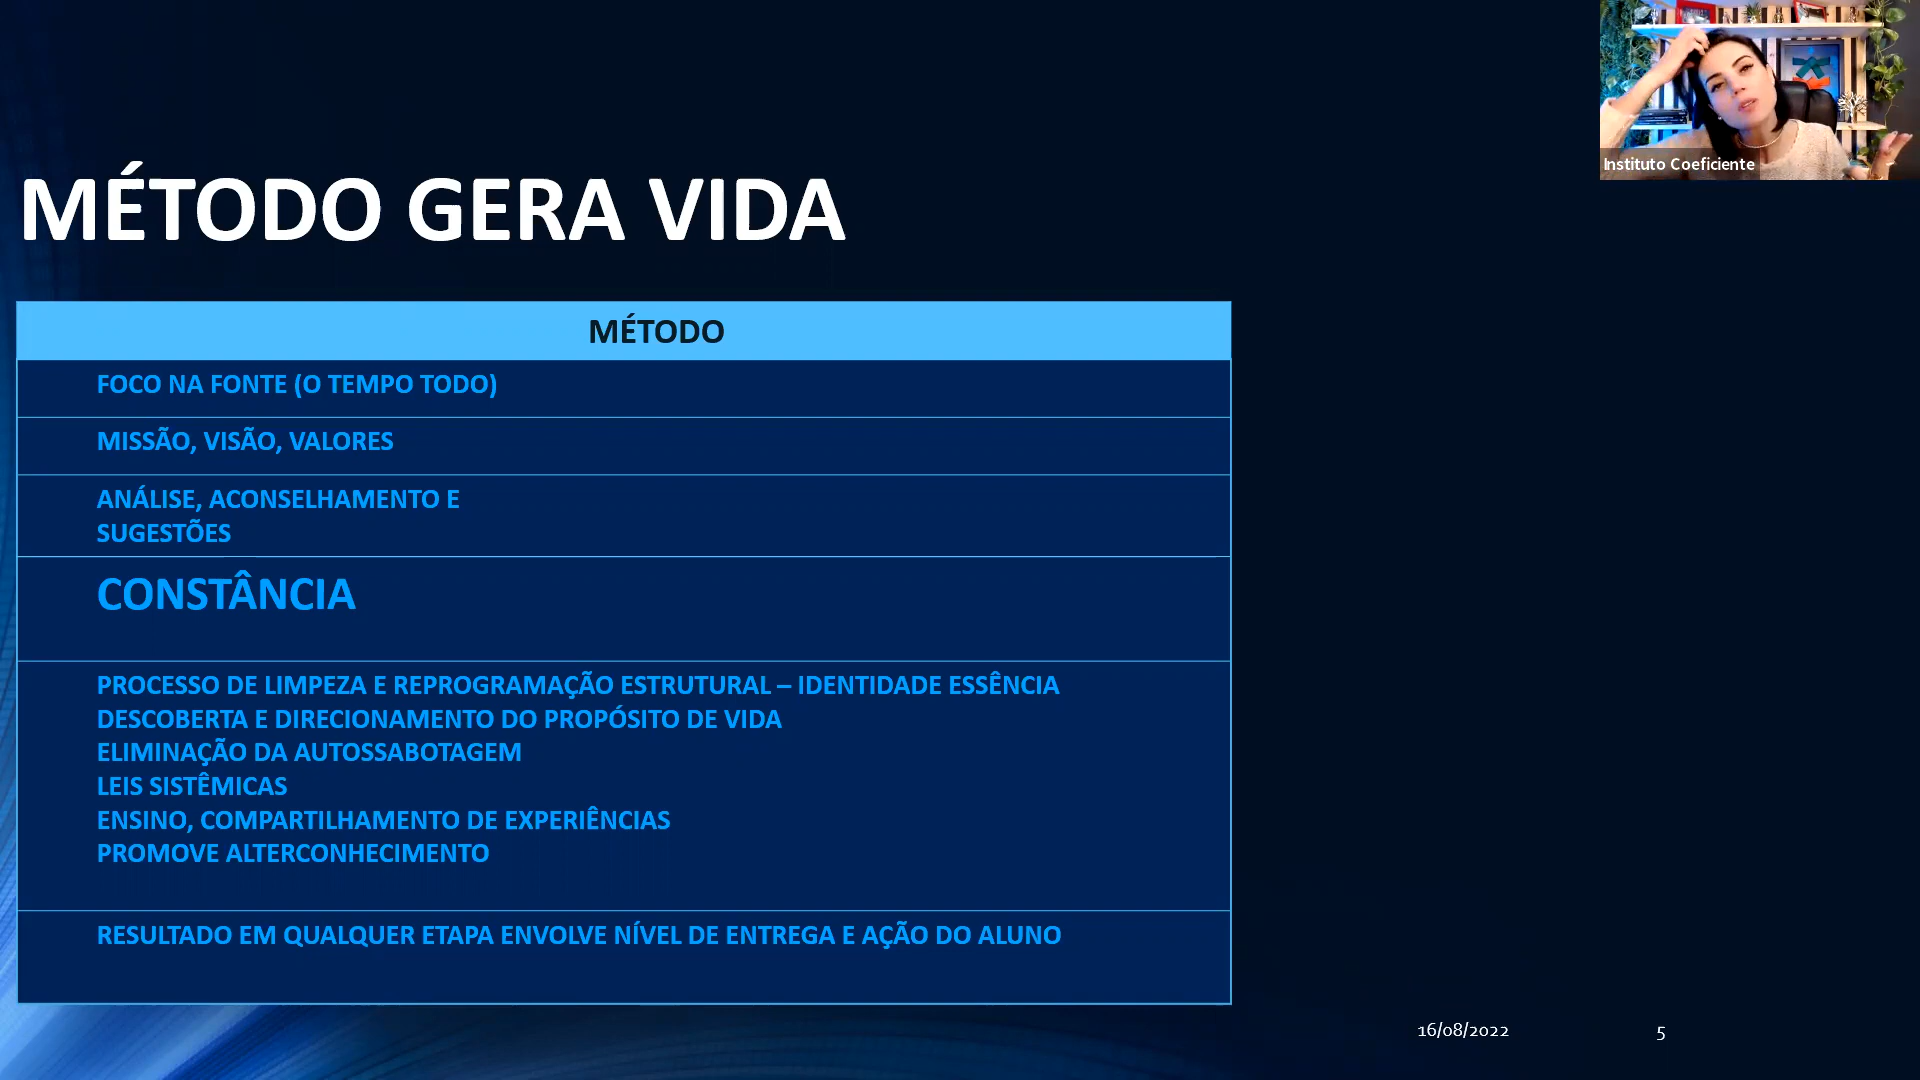 Instituto Coeficiente
MÉTODO GERA VIDA
MÉTODO
FOCO NA FONTE (O TEMPO TODO)
MISSÃO, VISÃO, VALORES
ANÁLISE, ACONSELHAMENTO E
SUGESTÕES
CONSTÂNCIA
PROCESSO DE LIMPEZA E REPROGRAMAÇÃO ESTRUTURAL – IDENTIDADE ESSÊNCIA
DESCOBERTA E DIRECIONAMENTO DO PROPÓSITO DE VIDA
ELIMINAÇÃO DA AUTOSSABOTAGEM
LEIS SISTÊMICAS
ENSINO, COMPARTILHAMENTO DE EXPERIÊNCIAS
PROMOVE ALTERCONHECIMENTO
RESULTADO EM QUALQUER ETAPA ENVOLVE NÍVEL DE ENTREGA E AÇÃO DO ALUNO
16/08/2022
5